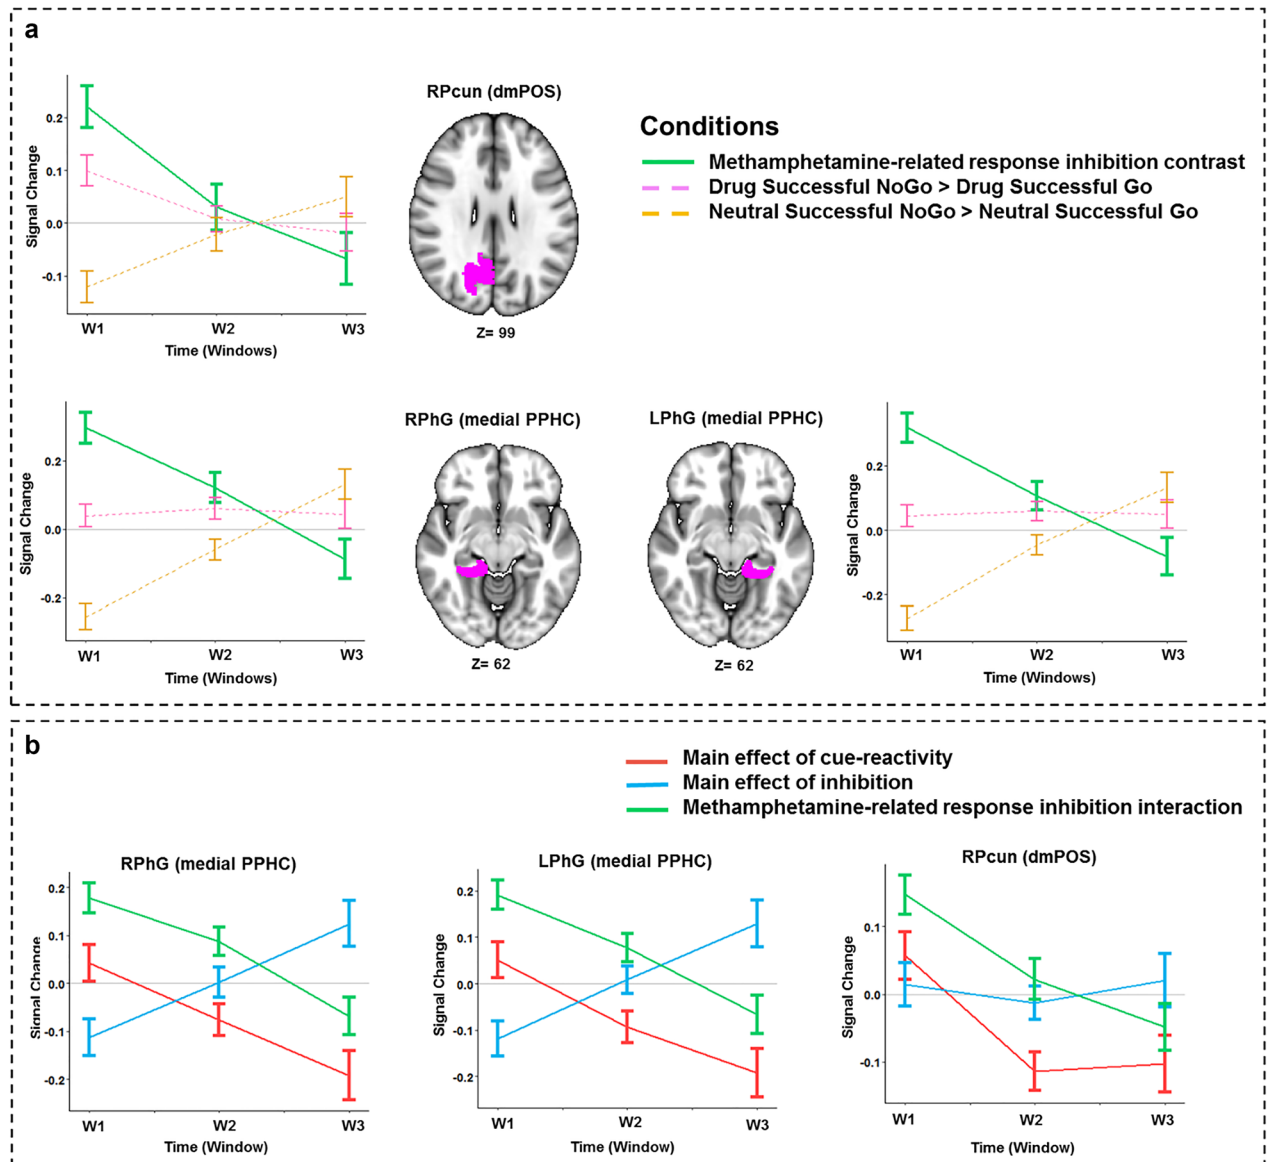 a
RPcun (dmPOS)
Signal Change
0.2
0.1
0.0
-0.1
W1
W2
W3
Time (Windows)
Z= 99
Conditions
Methamphetamine-related response inhibition contrast
Drug Successful NoGo > Drug Successful Go
Neutral Successful NoGo > Neutral Successful Go
Signal Change
0.2
0.0
-0.2
W1
W2
W3
Time (Windows)
RPhG (medial PPHC)
Z= 62
LPhG (medial PPHC)
Z= 62
Signal Change
0.2
0.0
-0.2
W1
W2
W3
Time (Windows)
b
Main effect of cue-reactivity
Main effect of inhibition
Methamphetamine-related response inhibition interaction
RPhG (medial PPHC)
Signal Change
0.2
0.1
0.0
-0.1
-0.2
W1
W2
W3
Time (Window)
LPhG (medial PPHC)
Signal Change
0.2
0.1
0.0
-0.1
-0.2
W1
W2
W3
Time (Window)
RPcun (dmPOS)
Signal Change
0.1
0.0
-0.1
W1
W2
W3
Time (Window)